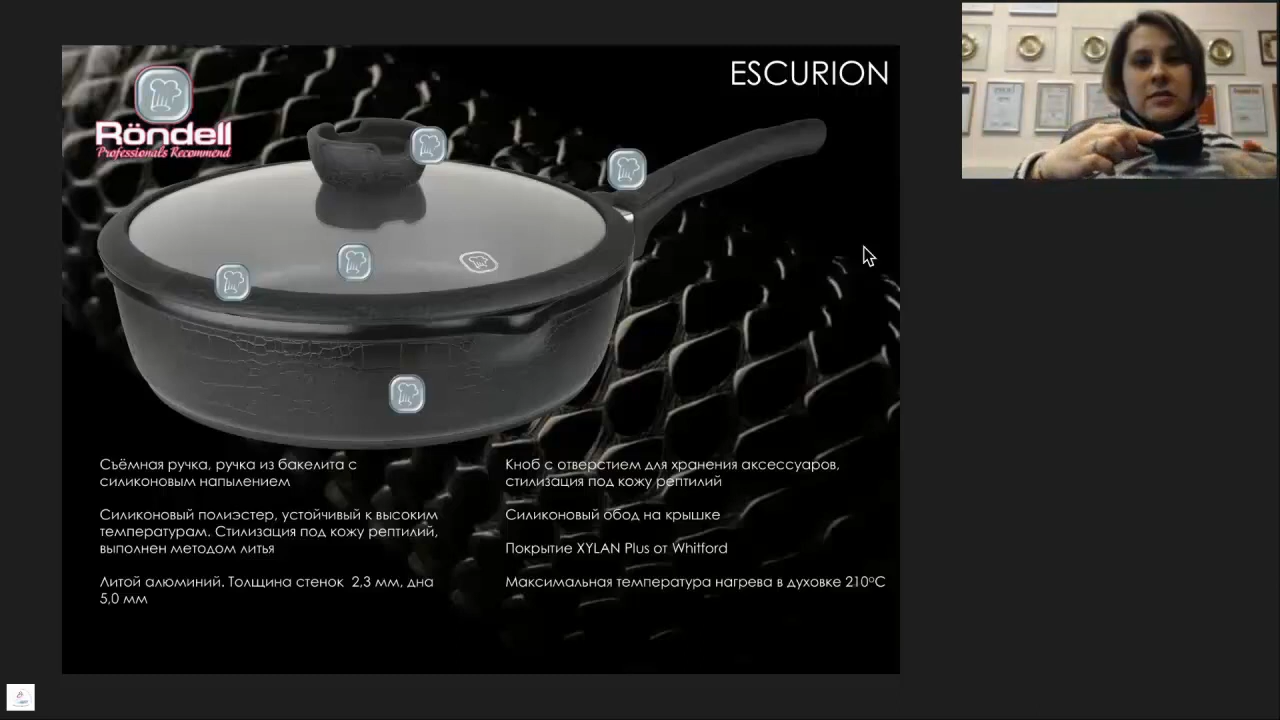 ESCURION
Röndell
Professionals Recommend
Съёмная ручка, ручка из бакелита с
силиконовым напылением
Силиконовый полиэстер, устойчивый к высоким
температурам. Стилизация под кожу рептилий,
выполнен методом литья
Литой алюминий. Толщина стенок 2,3 мм, дна
5,0 мм
Кноб с отверстием для хранения аксессуаров,
стилизация под кожу рептилий
Силиконовый обод на крышке
Покрытие XYLAN Plus от Whitford
Максимальная температура нагрева в духовке 210°С